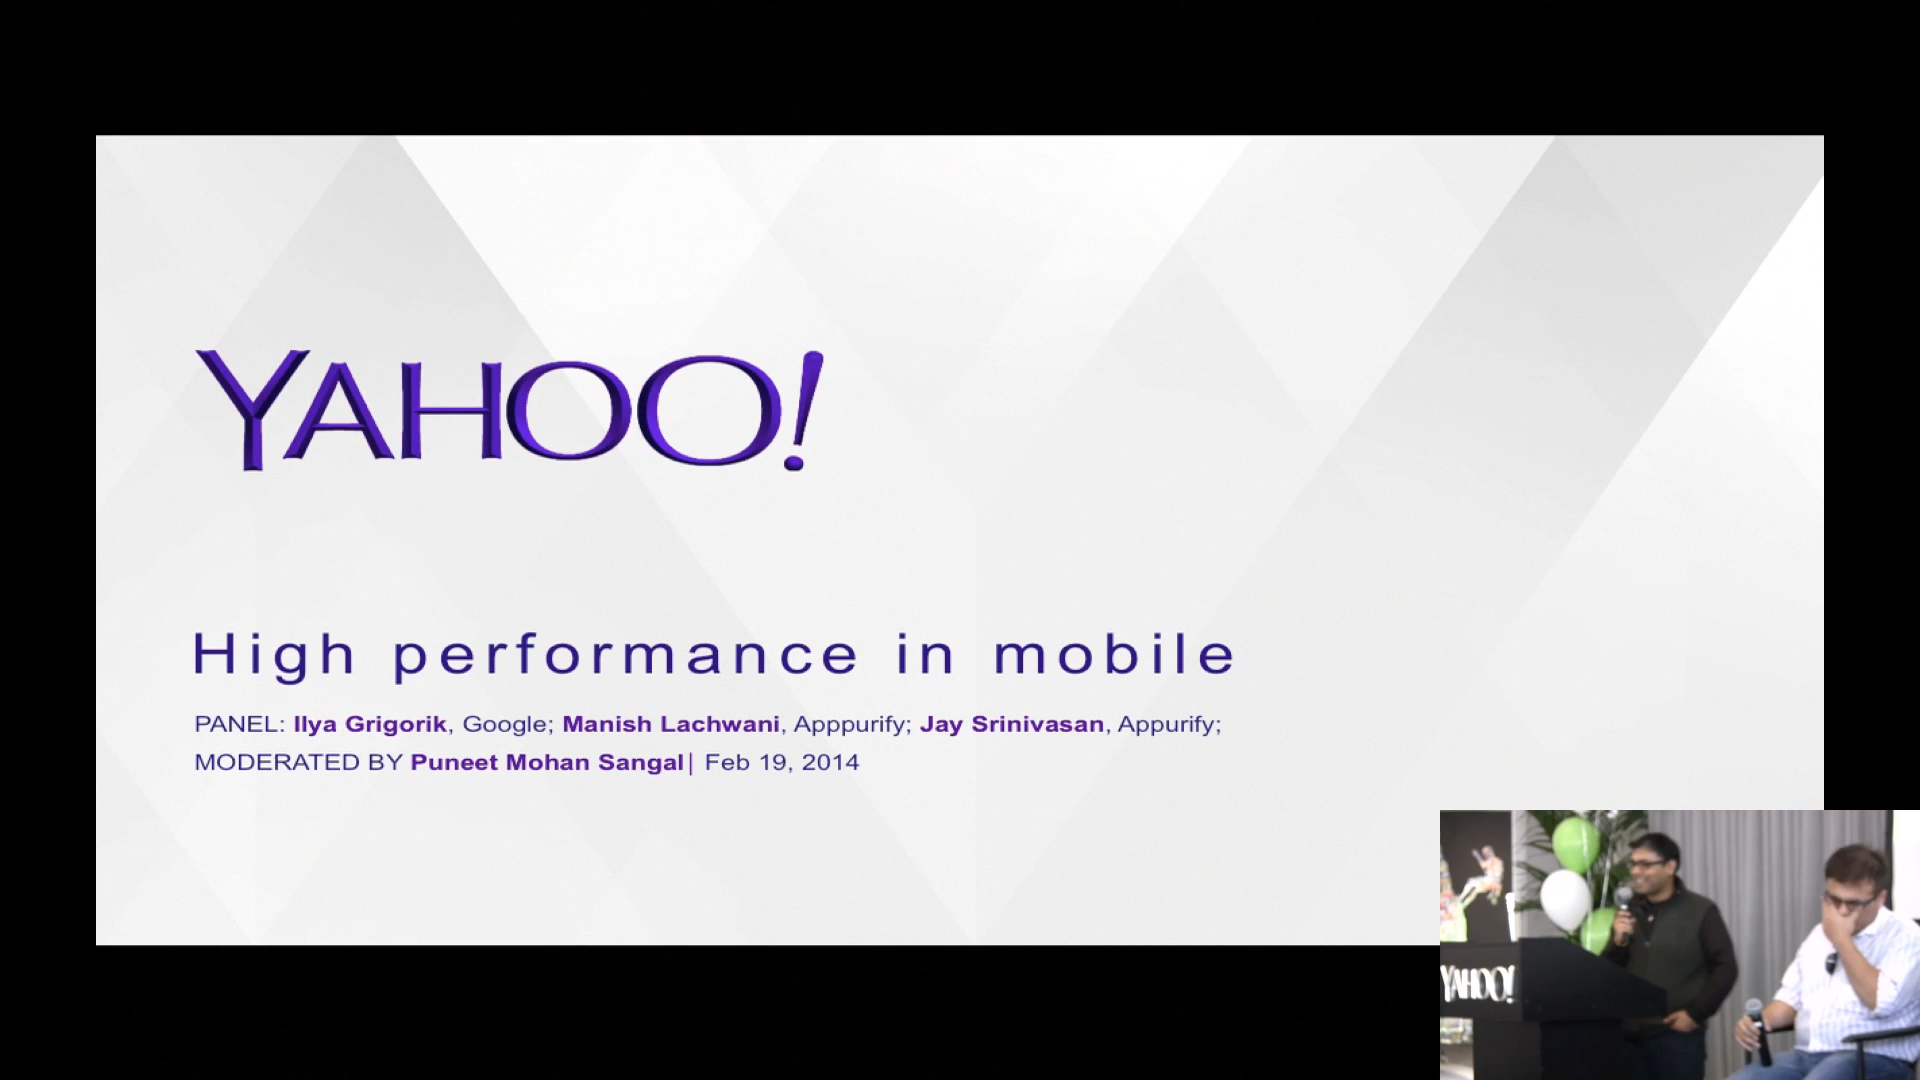 YAHOO!
High performance in mobile
PANEL: Ilya Grigorik, Google; Manish Lachwani, Apppurify; Jay Srinivasan, Appurify;
MODERATED BY Puneet Mohan Sangal| Feb 19, 2014
YAHOO!